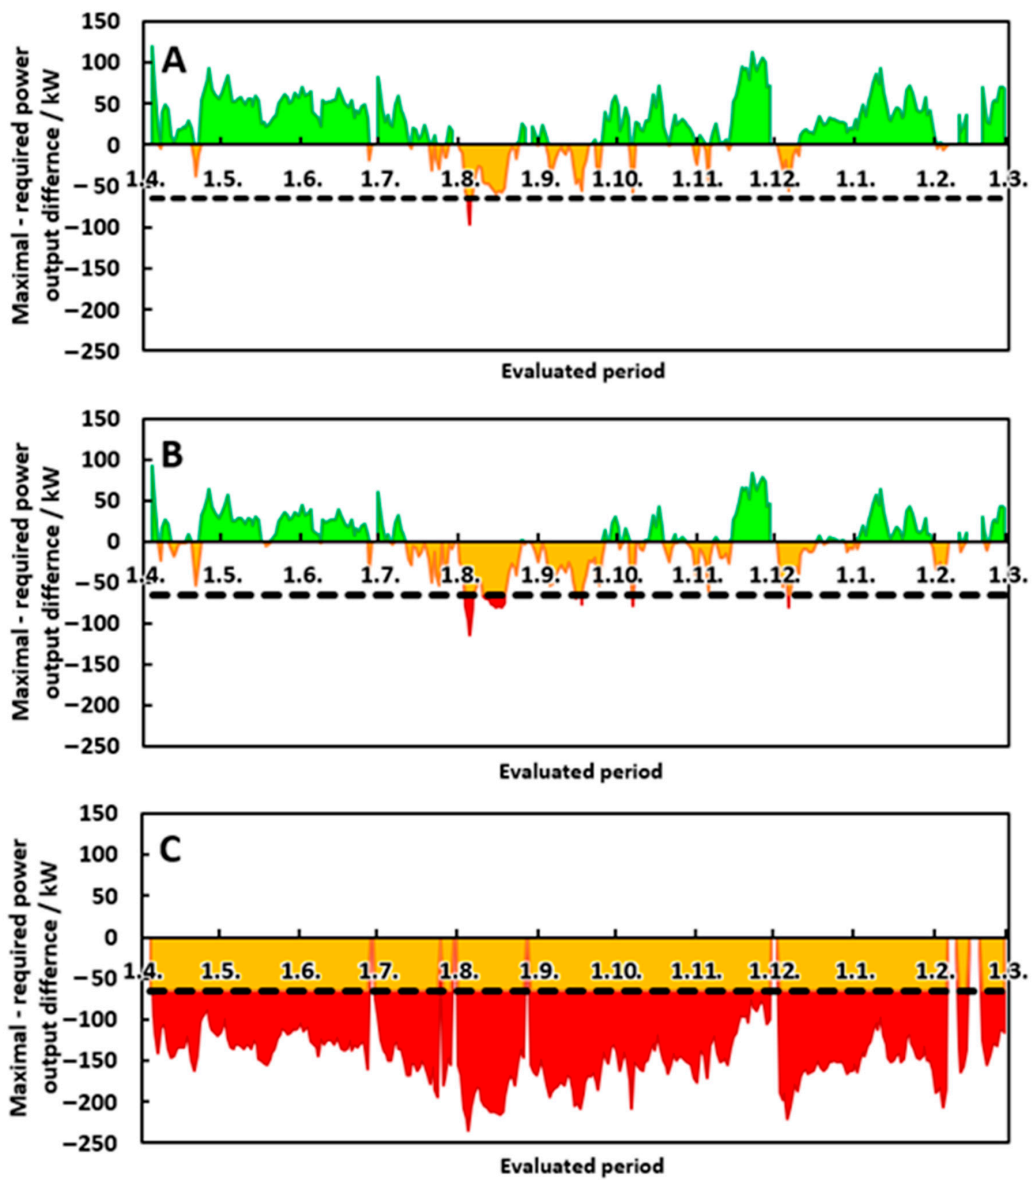 A
Maximal - required power
output differnce / kW
150
100
50
0
−50
−100
−150
−200
−250
1.4. 1.5. 1.6. 1.7. 1.8. 1.9. 1.10. 1.11. 1.12. 1.1. 1.2. 1.3.
Evaluated period
B
Maximal - required power
output differnce / kW
150
100
50
0
−50
−100
−150
−200
−250
1.4. 1.5. 1.6. 1.7. 1.8. 1.9. 1.10. 1.11. 1.12. 1.1. 1.2. 1.3.
Evaluated period
C
Maximal - required power
output differnce / kW
150
100
50
0
−50
−100
−150
−200
−250
1.4. 1.5. 1.6. 1.7. 1.8. 1.9. 1.10. 1.11. 1.12. 1.1. 1.2. 1.3.
Evaluated period